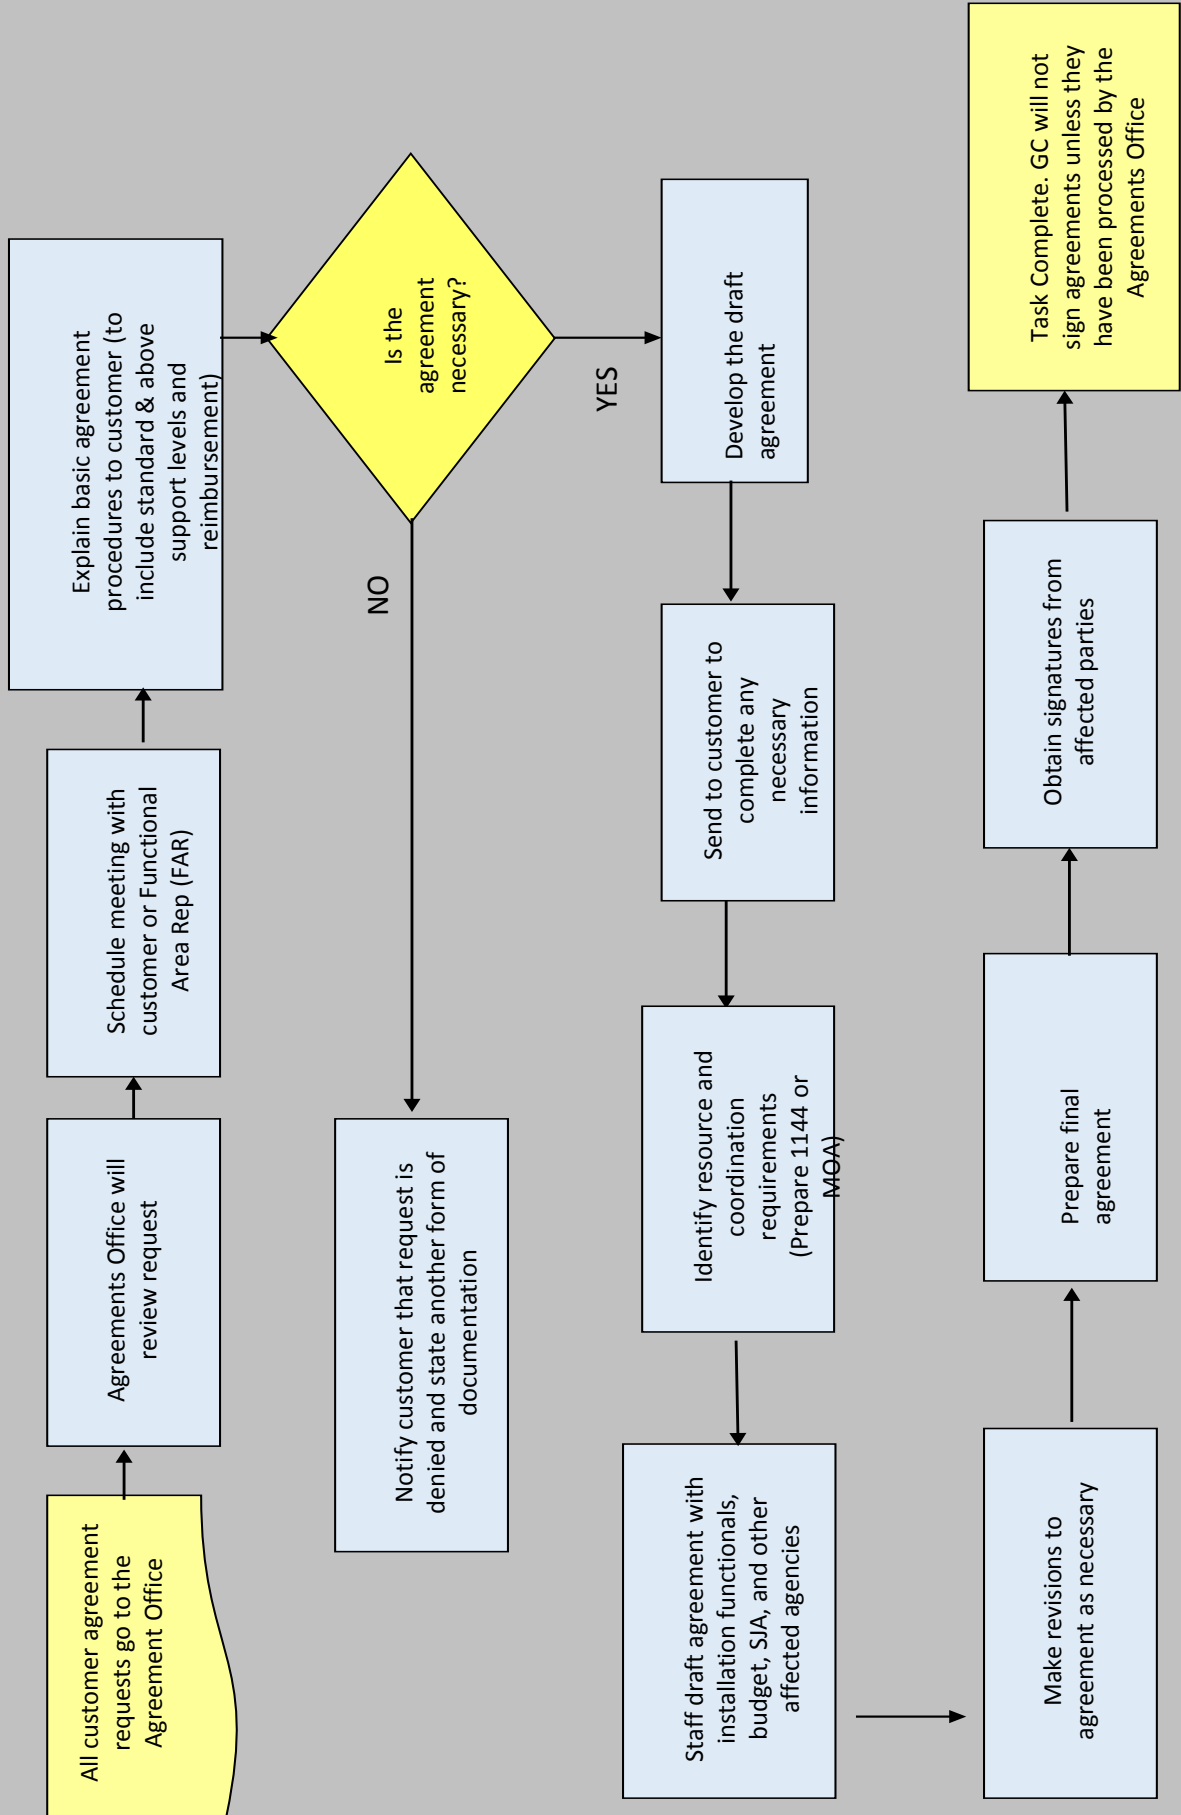 All customer agreement
requests go to the
Agreement Office
Agreements Office will
review request
Schedule meeting with
customer or Functional
Area Rep (FAR)
Explain basic agreement
procedures to customer (to
include standard & above
support levels and
reimbursement)
Is the
agreement
necessary?
NO
Notify customer that request is
denied and state another form of
documentation
YES
Develop the draft
agreement
Send to customer to
complete any
necessary
information
Identify resource and
coordination
requirements
(Prepare 1144 or
MOA)
Staff draft agreement with
installation functionals,
budget, SJA, and other
affected agencies
Make revisions to
agreement as necessary
Prepare final
agreement
Obtain signatures from
affected parties
Task Complete. GC will not
sign agreements unless they
have been processed by the
Agreements Office